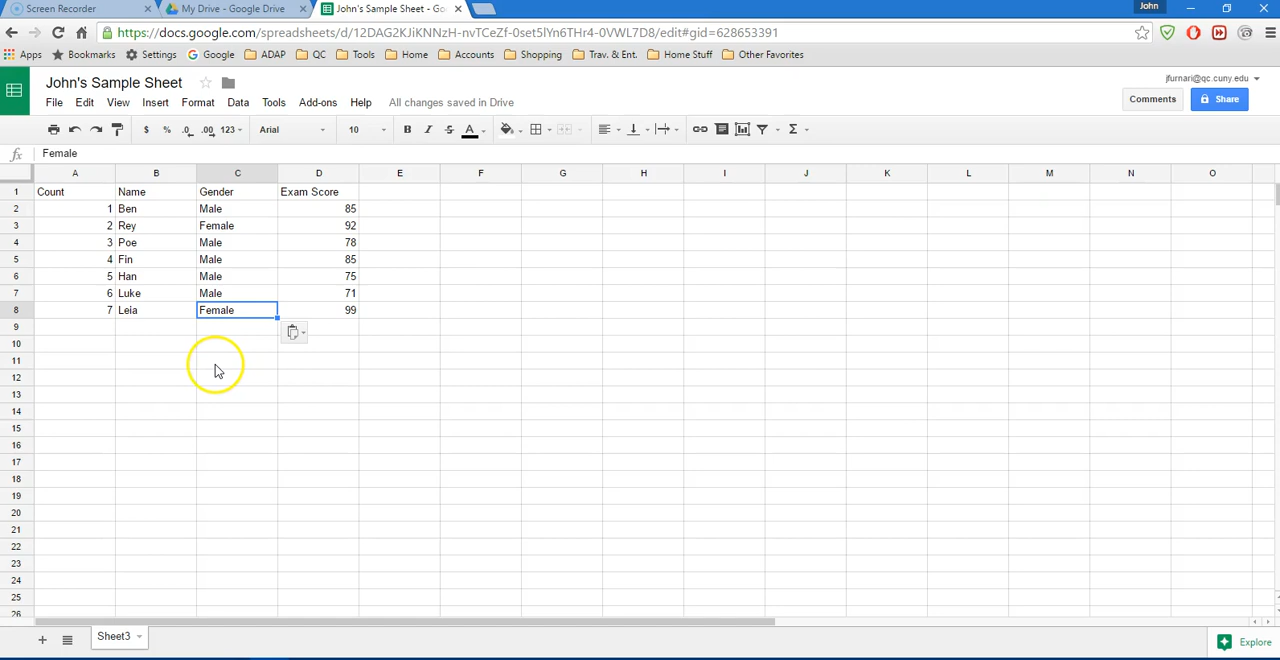 Screen Recorder × My Drive - Google Drive × John's Sample Sheet - Go × John
https://docs.google.com/spreadsheets/d/12DAG2KJiKNNzH-nvTCeZf-0set5lYn6THr4-0VWL7D8/edit#gid=628653391
Apps Bookmarks Settings Google ADAP QC Tools Home Accounts Shopping Trav. & Ent. Home Stuff Other Favorites
John's Sample Sheet jfurnari@qc.cuny.edu
File Edit View Insert Format Data Tools Add-ons Help All changes saved in Drive Comments Share
$ % .0 .00 123 Arial 10 B I S A Σ
fx Female
A B C D E F G H I J K L M N O
1 Count Name Gender Exam Score
2 1 Ben Male 85
3 2 Rey Female 92
4 3 Poe Male 78
5 4 Fin Male 85
6 5 Han Male 75
7 6 Luke Male 71
8 7 Leia Female 99
9
10
11
12
13
14
15
16
17
18
19
20
21
22
23
24
25
26
+ Sheet3 Explore